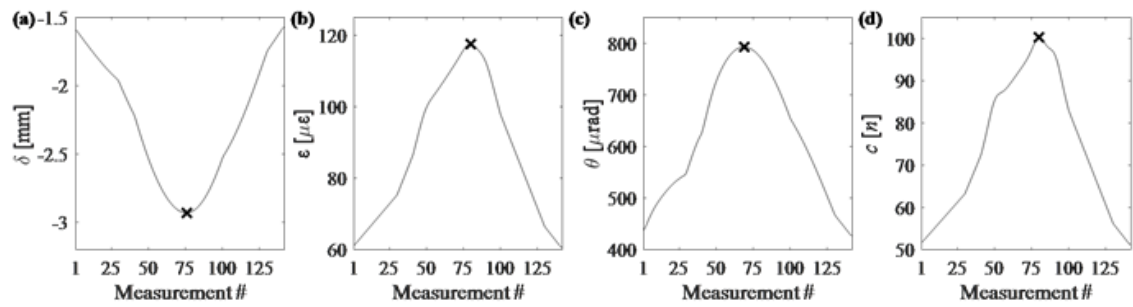 (a) -1.5 -2 -2.5 -3 δ [mm] 1 25 50 75 100 125 Measurement #
(b) 120 100 80 60 ε [με] 1 25 50 75 100 125 Measurement #
(c) 800 700 600 500 400 θ [μrad] 1 25 50 75 100 125 Measurement #
(d) 100 90 80 70 60 50 c [n] 1 25 50 75 100 125 Measurement #